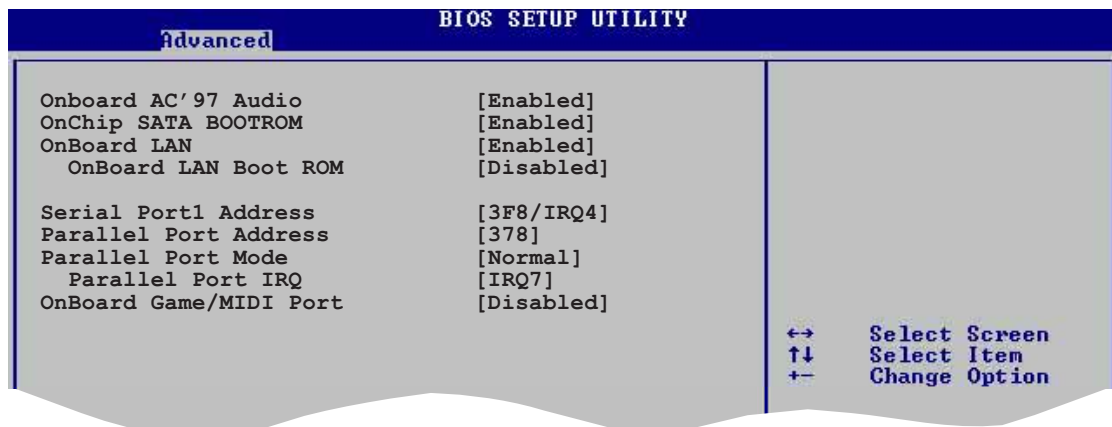 BIOS SETUP UTILITY
Advanced
Onboard AC'97 Audio [Enabled]
OnChip SATA BOOTROM [Enabled]
OnBoard LAN [Enabled]
OnBoard LAN Boot ROM [Disabled]
Serial Port1 Address [3F8/IRQ4]
Parallel Port Address [378]
Parallel Port Mode [Normal]
Parallel Port IRQ [IRQ7]
OnBoard Game/MIDI Port [Disabled]
←→ Select Screen
↑↓ Select Item
+- Change Option